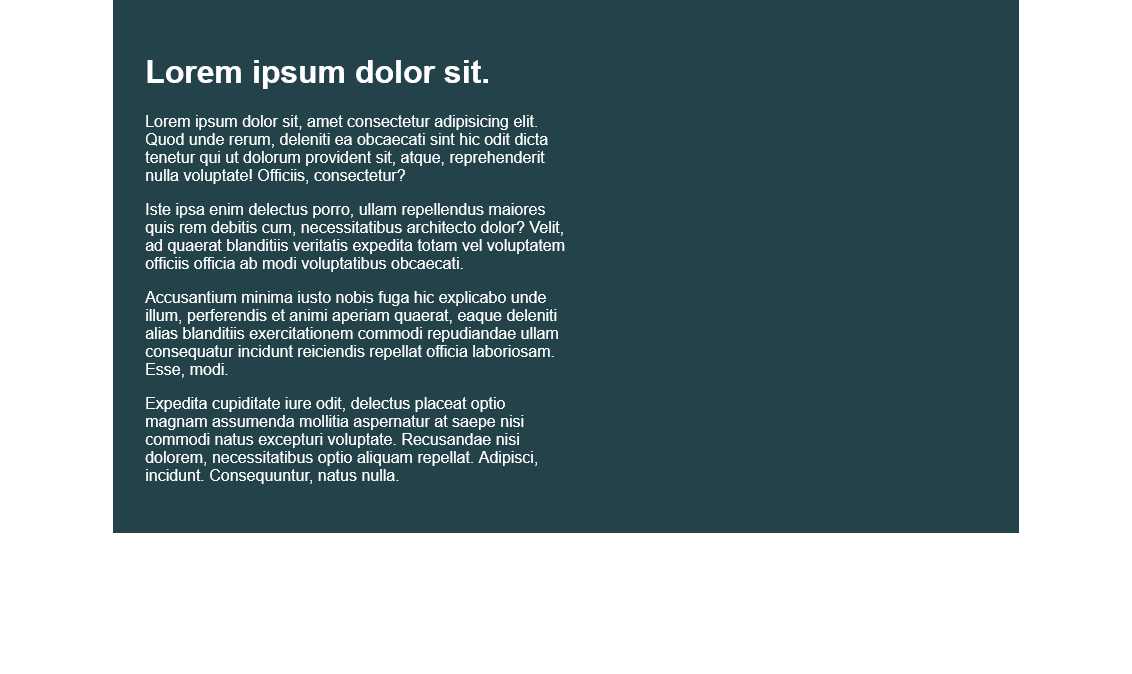 Lorem ipsum dolor sit.
Lorem ipsum dolor sit, amet consectetur adipisicing elit.
Quod unde rerum, deleniti ea obcaecati sint hic odit dicta
tenetur qui ut dolorum provident sit, atque, reprehenderit
nulla voluptate! Officiis, consectetur?
Iste ipsa enim delectus porro, ullam repellendus maiores
quis rem debitis cum, necessitatibus architecto dolor? Velit,
ad quaerat blanditiis veritatis expedita totam vel voluptatem
officiis officia ab modi voluptatibus obcaecati.
Accusantium minima iusto nobis fuga hic explicabo unde
illum, perferendis et animi aperiam quaerat, eaque deleniti
alias blanditiis exercitationem commodi repudiandae ullam
consequatur incidunt reiciendis repellat officia laboriosam.
Esse, modi.
Expedita cupiditate iure odit, delectus placeat optio
magnam assumenda mollitia aspernatur at saepe nisi
commodi natus excepturi voluptate. Recusandae nisi
dolorem, necessitatibus optio aliquam repellat. Adipisci,
incidunt. Consequuntur, natus nulla.